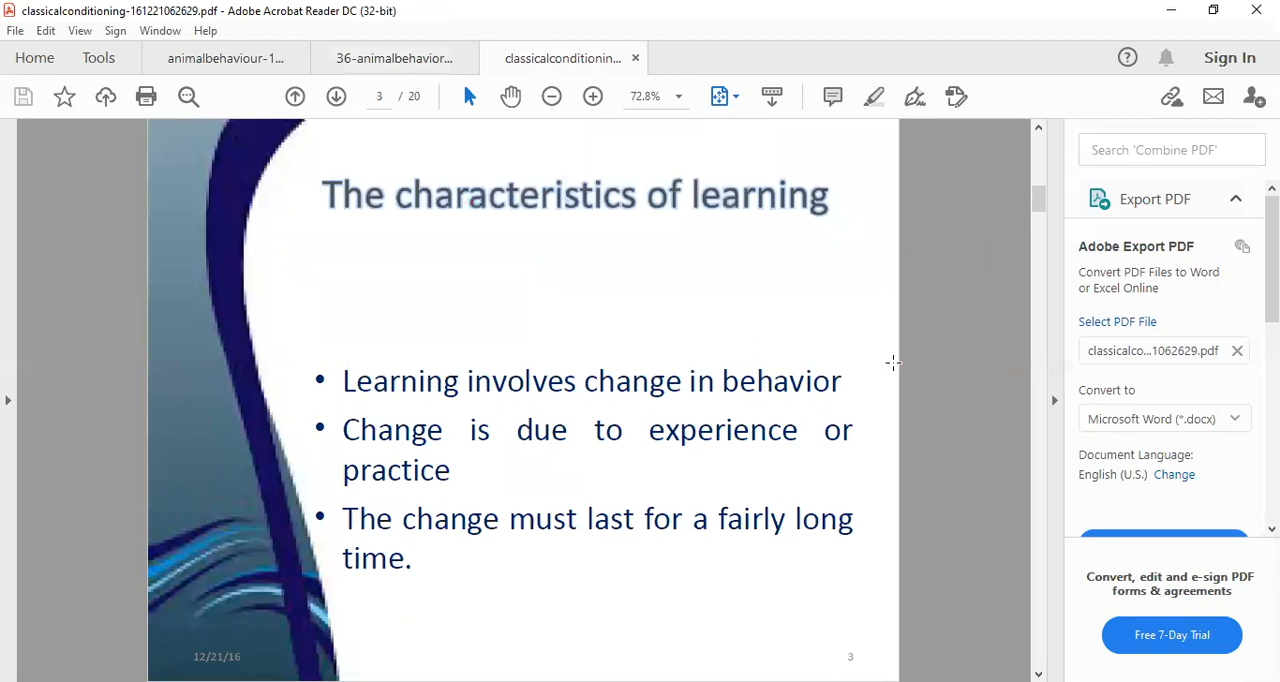 classicalconditioning-161221062629.pdf - Adobe Acrobat Reader DC (32-bit)
File Edit View Sign Window Help
Home Tools animalbehaviour-1... 36-animalbehavior... classicalconditionin... Sign In
3 / 20 72.8%
The characteristics of learning
• Learning involves change in behavior
• Change is due to experience or
practice
• The change must last for a fairly long
time.
12/21/16 3
Search 'Combine PDF'
Export PDF
Adobe Export PDF
Convert PDF Files to Word
or Excel Online
Select PDF File
classicalco...1062629.pdf
Convert to
Microsoft Word (*.docx)
Document Language:
English (U.S.) Change
Convert, edit and e-sign PDF
forms & agreements
Free 7-Day Trial